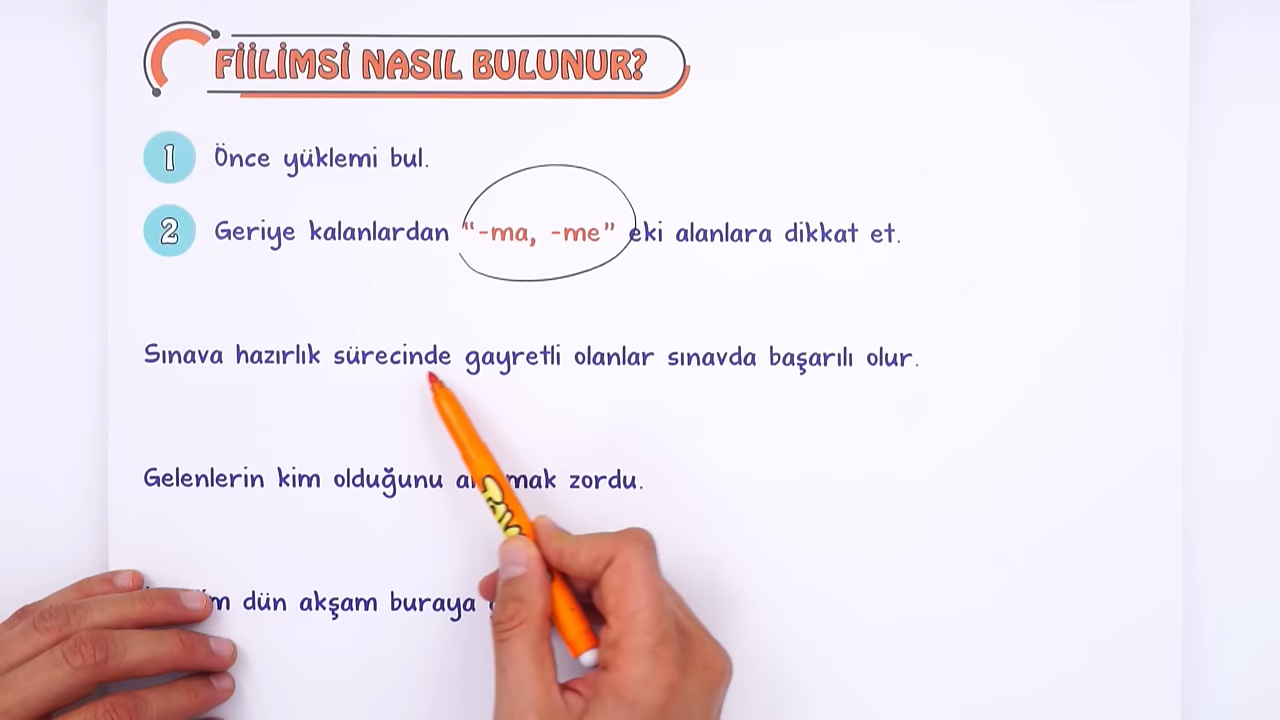 FİİLİMSİ NASIL BULUNUR?
1 Önce yüklemi bul.
2 Geriye kalanlardan “-ma, -me” eki alanlara dikkat et.
Sınava hazırlık sürecinde gayretli olanlar sınavda başarılı olur.
Gelenlerin kim olduğunu zordu.
dün akşam buraya